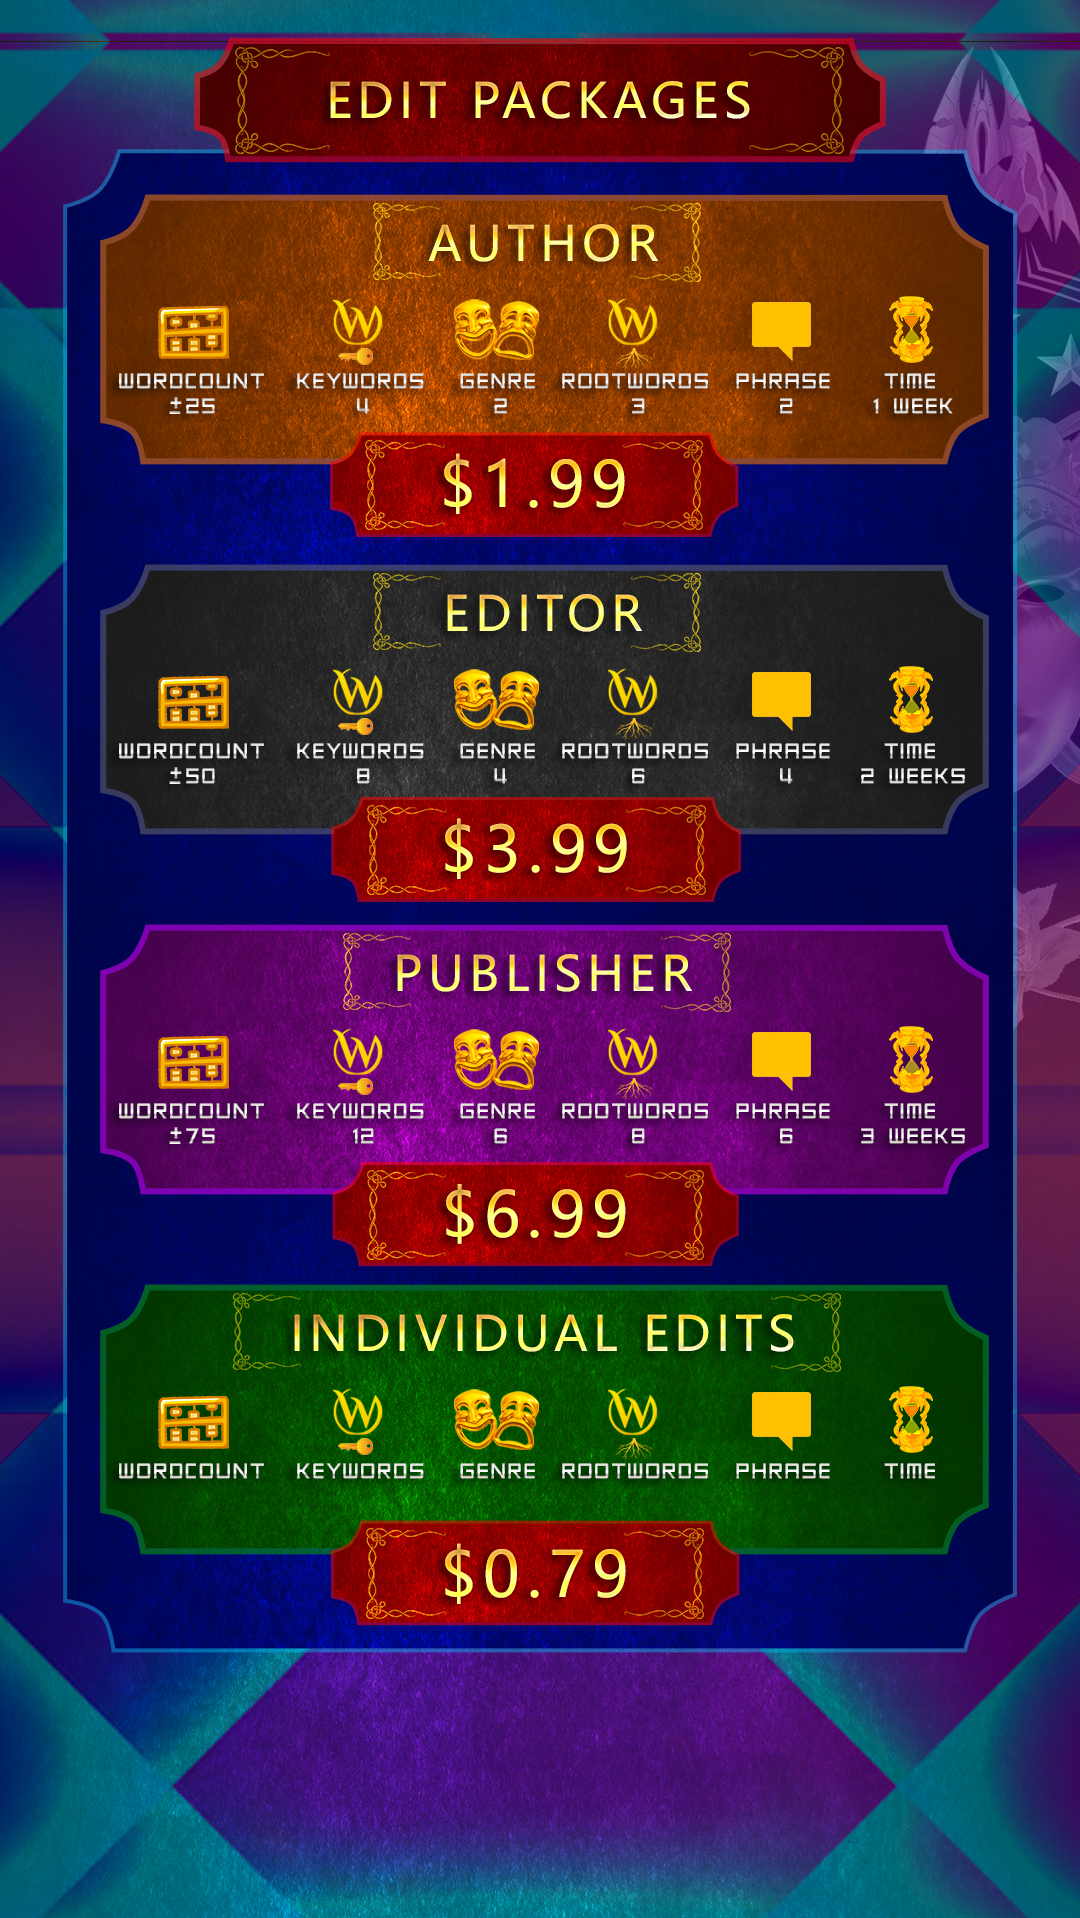 EDIT PACKAGES
AUTHOR
WORDCOUNT KEYWORDS GENRE ROOTWORDS PHRASE TIME
±25 4 2 3 2 1 WEEK
$1.99
EDITOR
WORDCOUNT KEYWORDS GENRE ROOTWORDS PHRASE TIME
±50 8 4 6 4 2 WEEKS
$3.99
PUBLISHER
WORDCOUNT KEYWORDS GENRE ROOTWORDS PHRASE TIME
±75 12 6 8 6 3 WEEKS
$6.99
INDIVIDUAL EDITS
WORDCOUNT KEYWORDS GENRE ROOTWORDS PHRASE TIME
$0.79